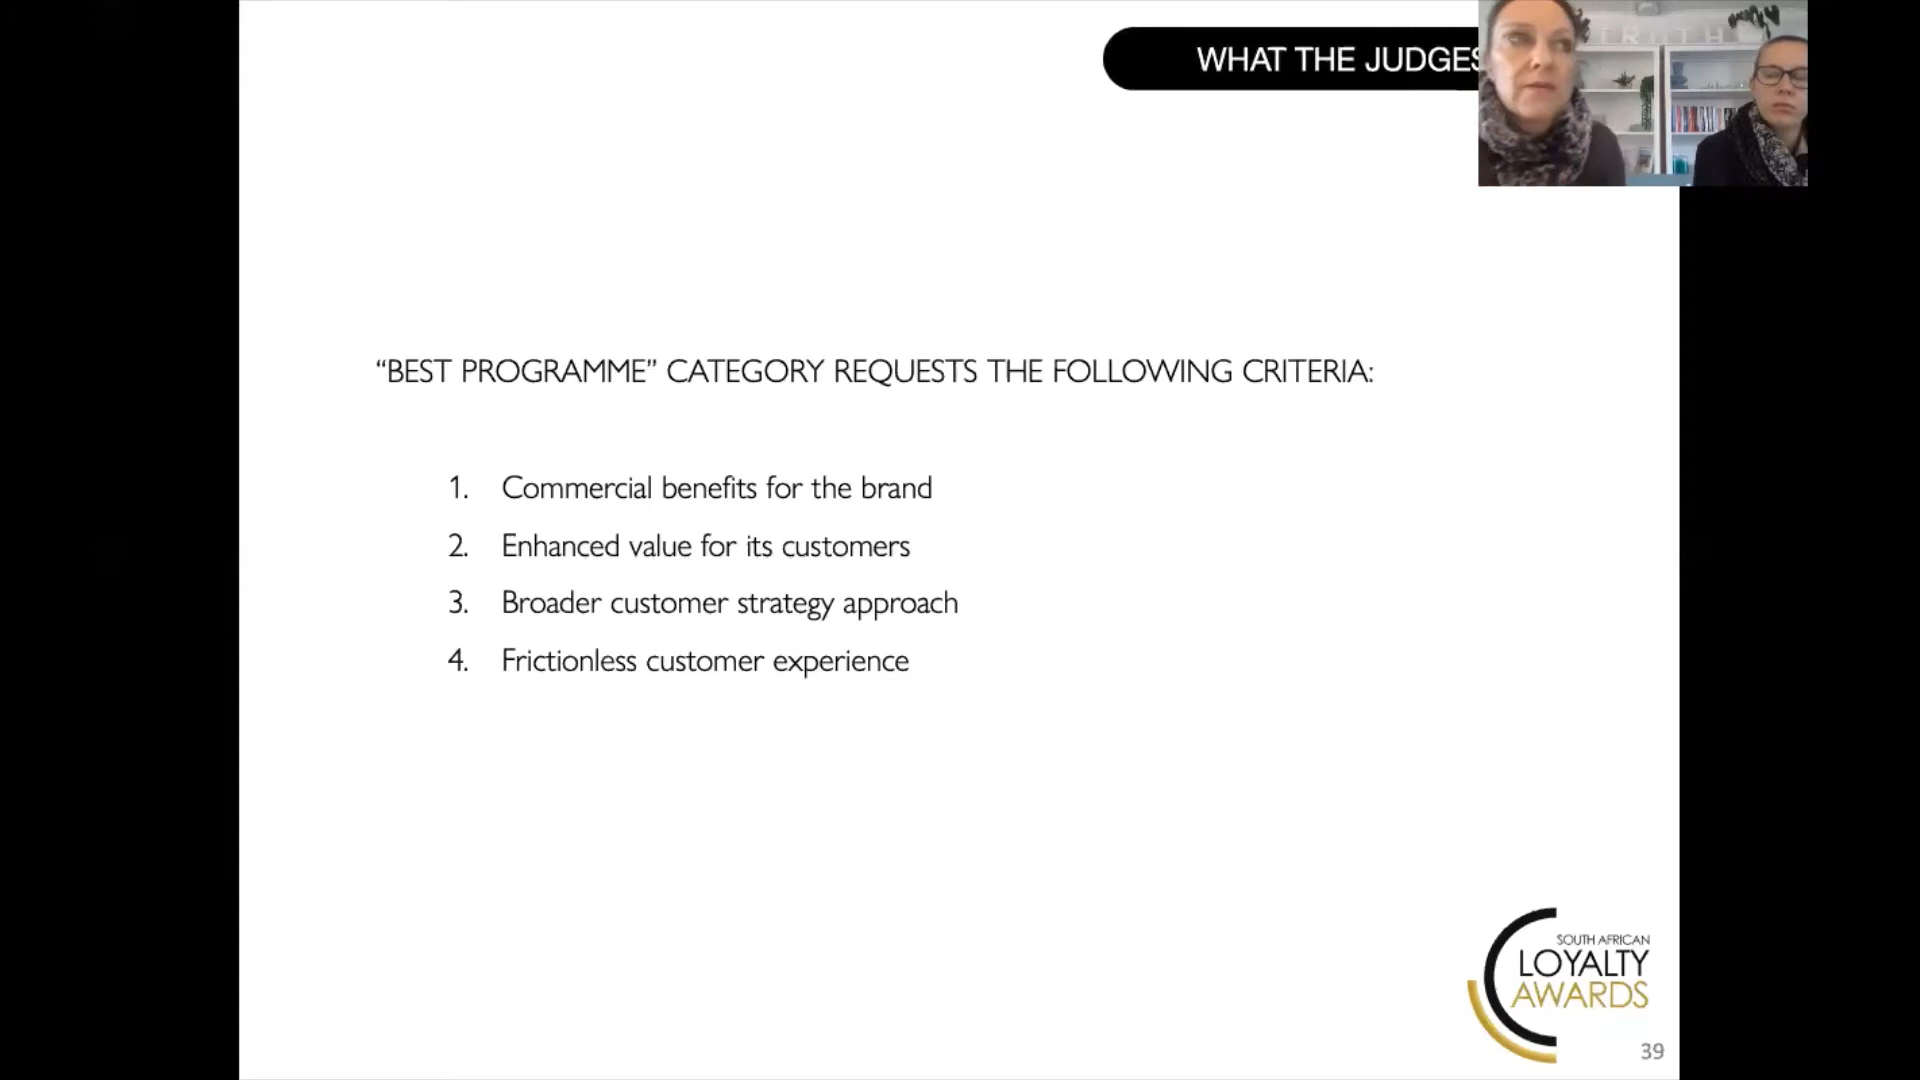 WHAT THE JUDGES
TRUTH
“BEST PROGRAMME” CATEGORY REQUESTS THE FOLLOWING CRITERIA:
1. Commercial benefits for the brand
2. Enhanced value for its customers
3. Broader customer strategy approach
4. Frictionless customer experience
SOUTH AFRICAN
LOYALTY
AWARDS
39